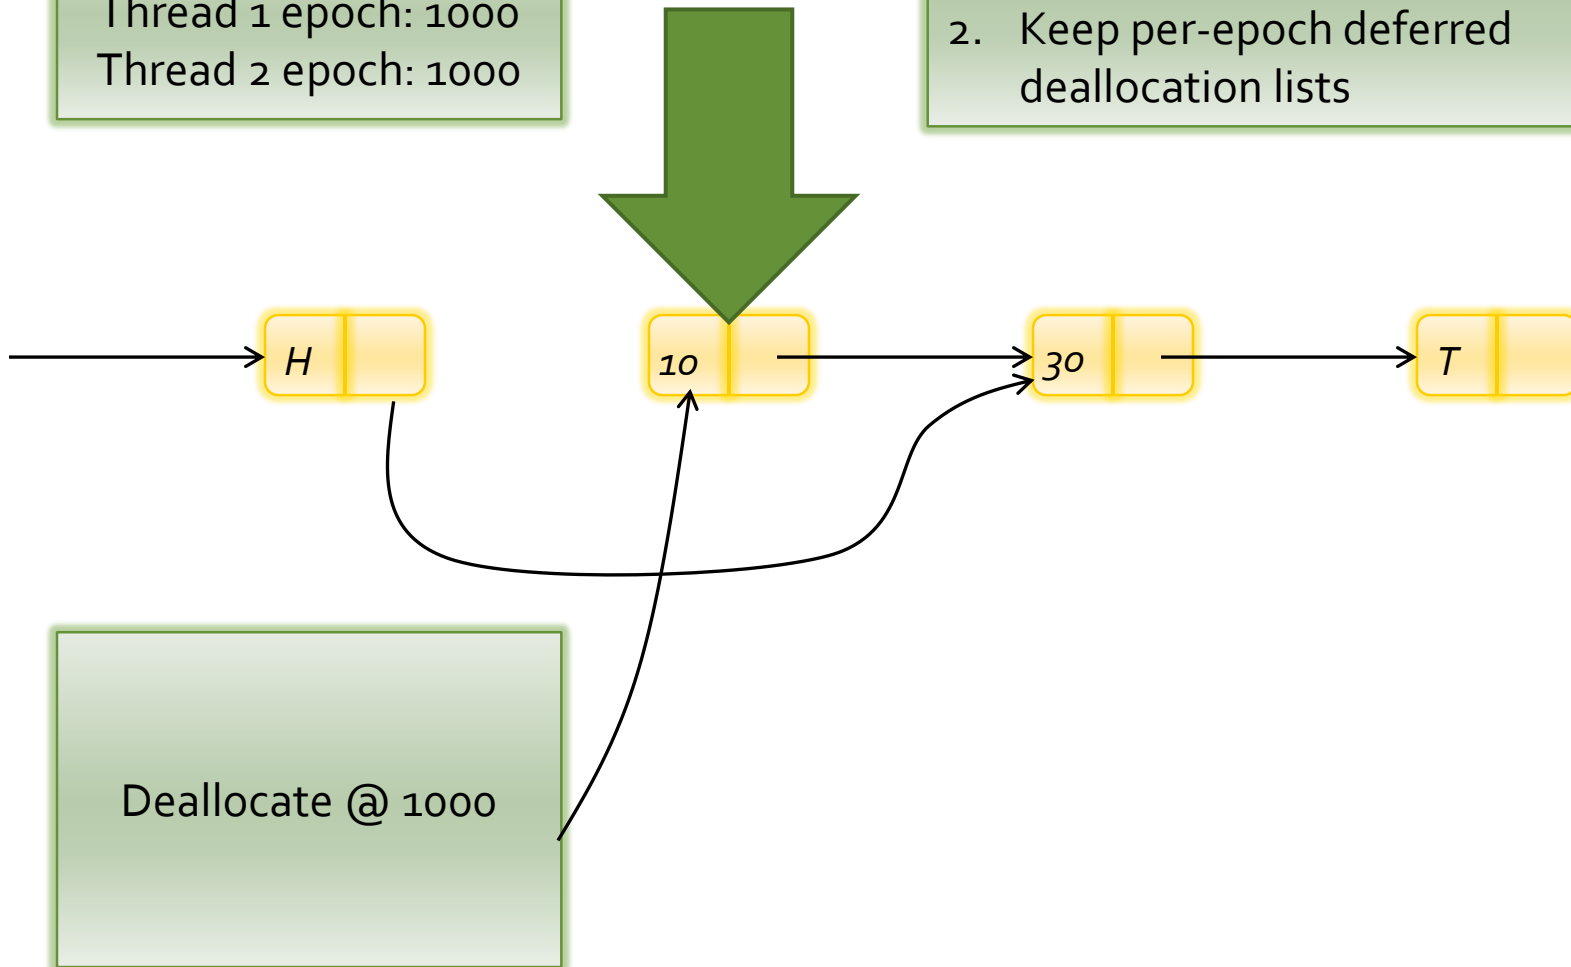 Thread 1 epoch: 1000
Thread 2 epoch: 1000
2. Keep per-epoch deferred
deallocation lists
H
10
30
T
Deallocate @ 1000